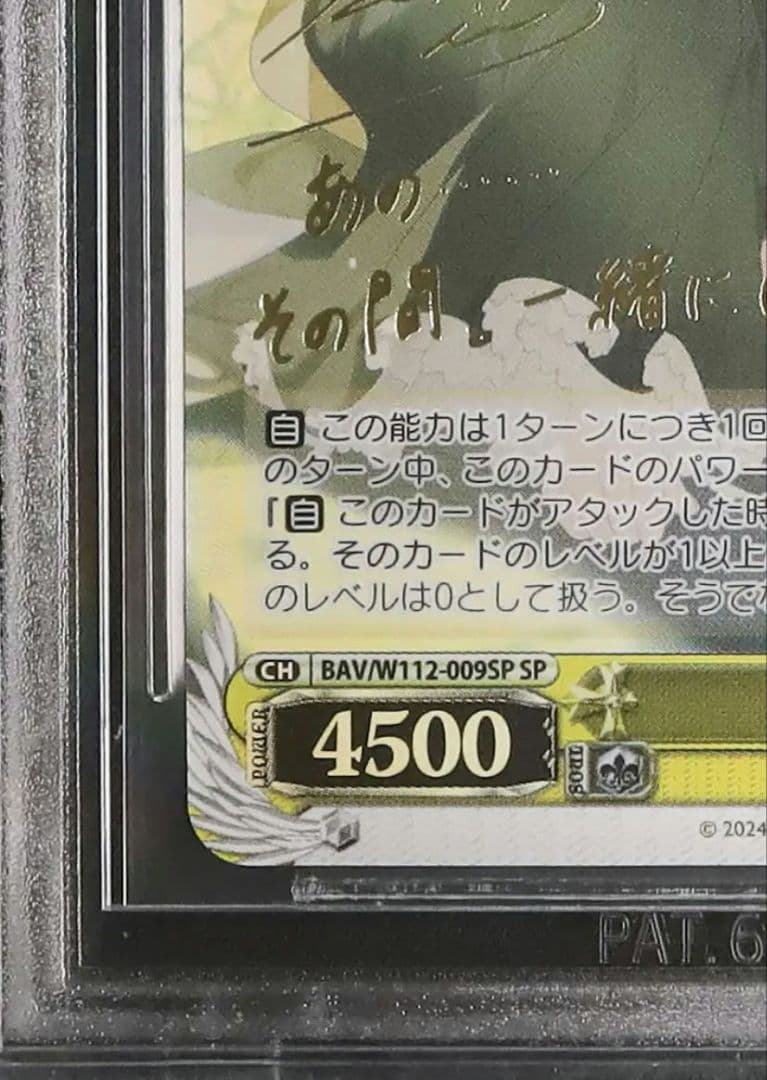 劾の……
その間、一緒に
自 この能力は1ターンにつき1回
のターン中、このカードのパワー
「自 このカードがアタックした時
る。そのカードのレベルが1以上
のレベルは0として扱う。そうでな
CH BAV/W112-009SP SP
POWER 4500 SOUL
© 2024
PAT. 6